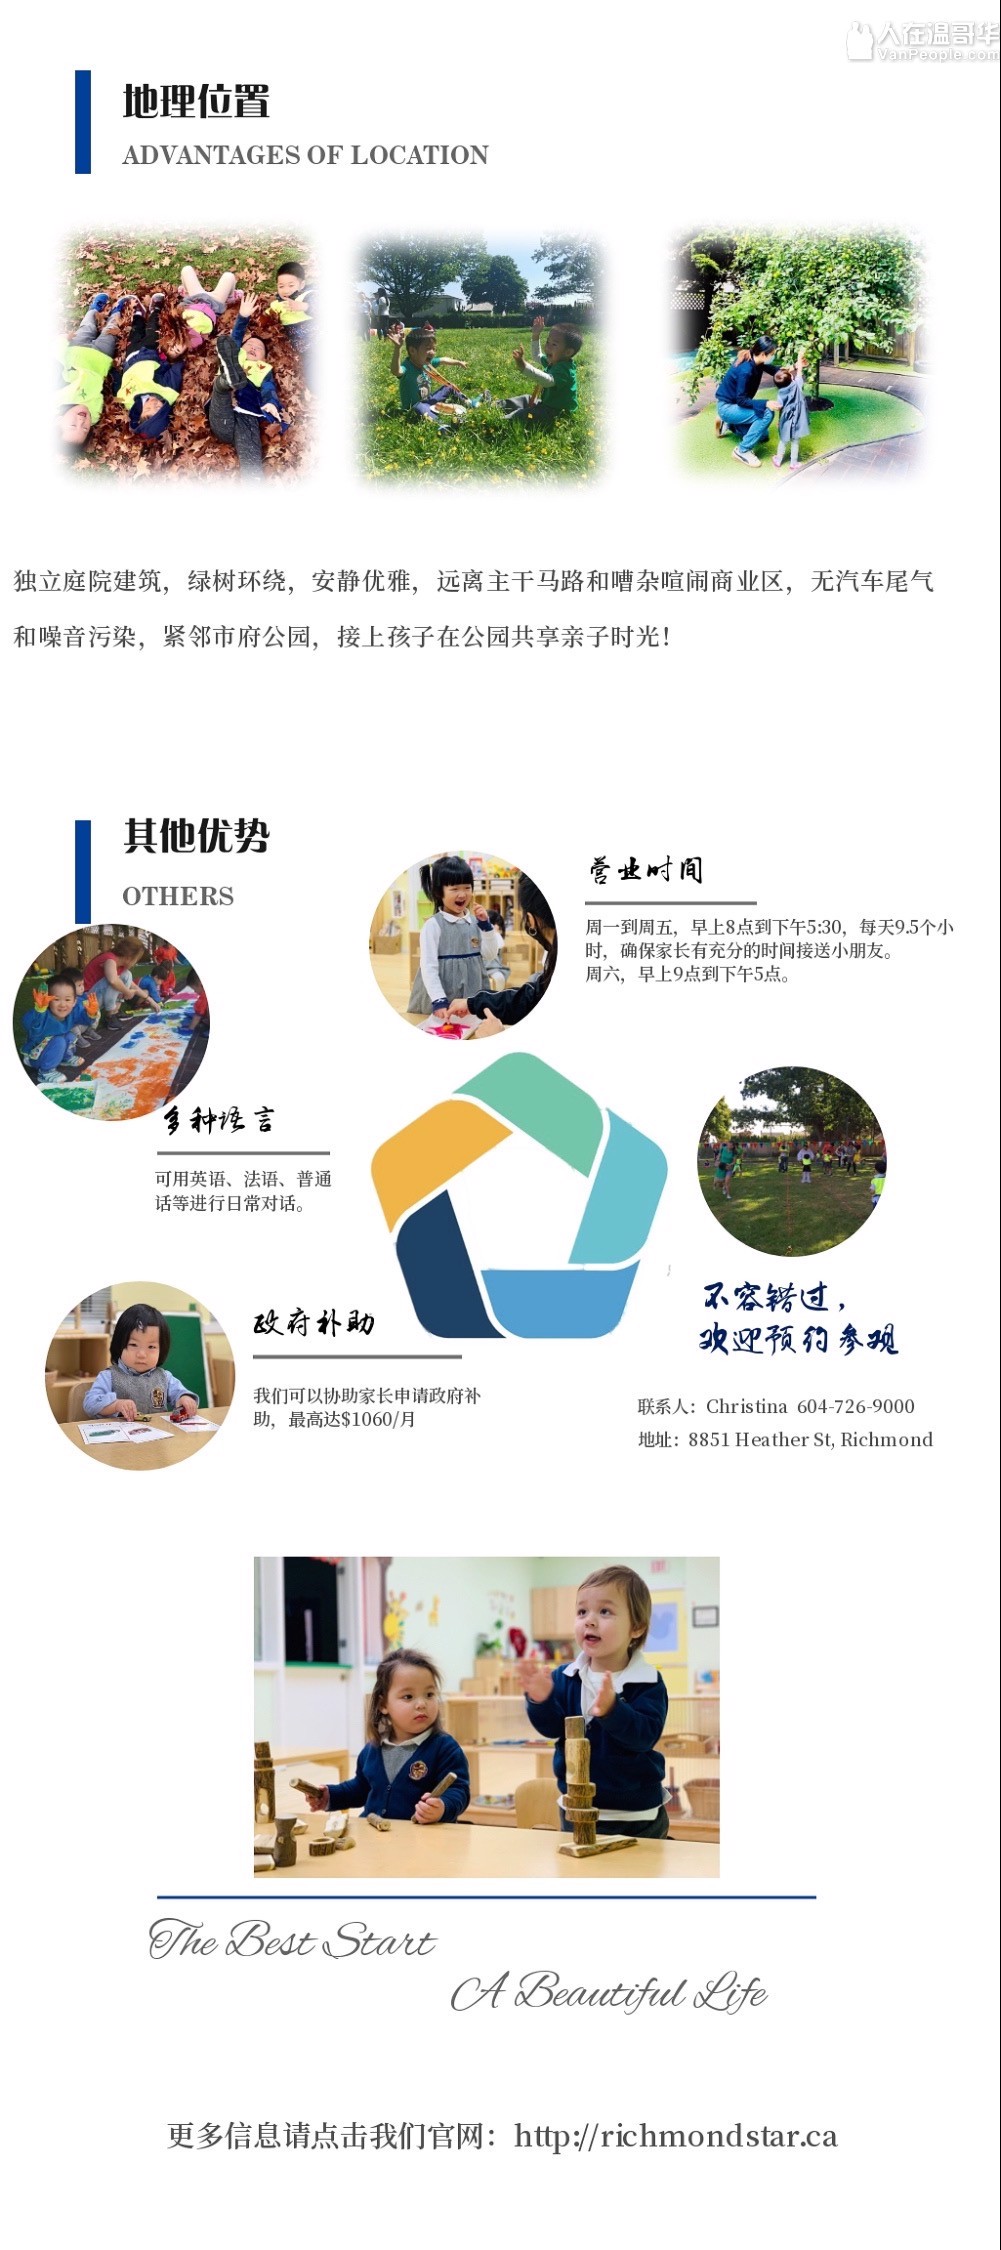 人在温哥华
VanPeople.com
地理位置
ADVANTAGES OF LOCATION
独立庭院建筑，绿树环绕，安静优雅，远离主干马路和嘈杂喧闹商业区，无汽车尾气
和噪音污染，紧邻市府公园，接上孩子在公园共享亲子时光！
其他优势
OTHERS
营业时间
周一到周五，早上8点到下午5:30，每天9.5个小
时，确保家长有充分的时间接送小朋友。
周六，早上9点到下午5点。
多种语言
可用英语、法语、普通
话等进行日常对话。
政府补助
我们可以协助家长申请政府补
助，最高达$1060/月
不容错过，
欢迎预约参观
联系人：Christina 604-726-9000
地址：8851 Heather St, Richmond
EXIT
The Best Start
A Beautiful Life
更多信息请点击我们官网：http://richmondstar.ca